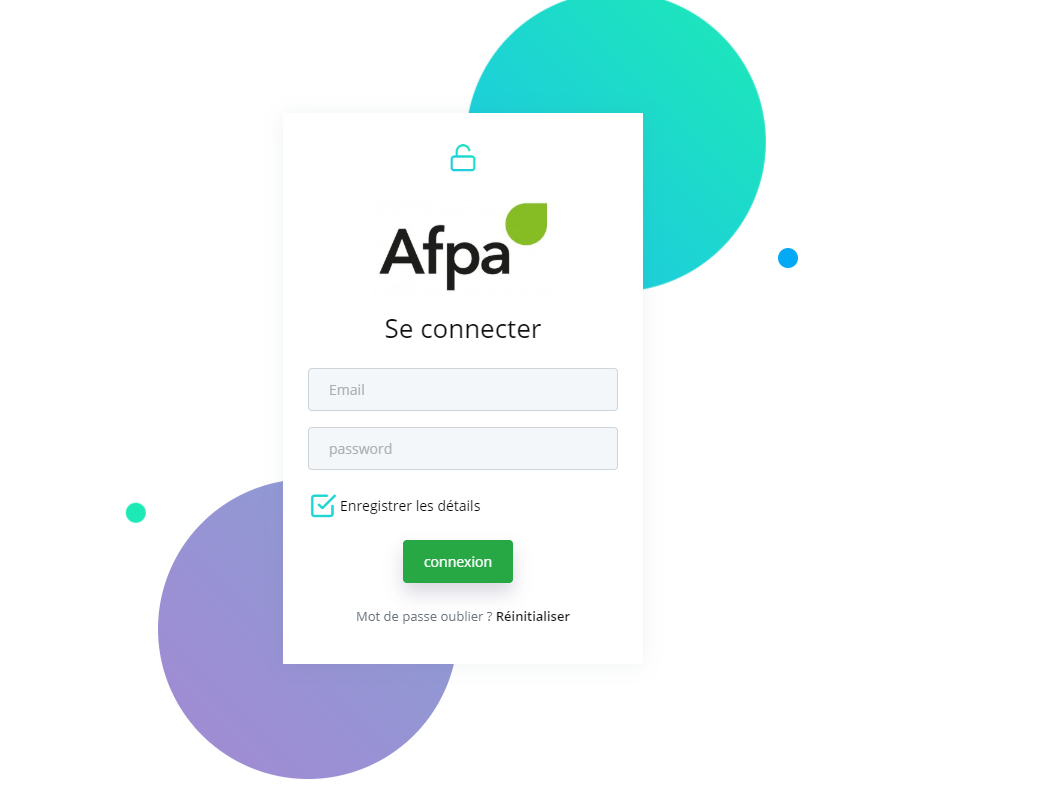 Afpa
Se connecter
Email
password
Enregistrer les détails
connexion
Mot de passe oublier ? Réinitialiser